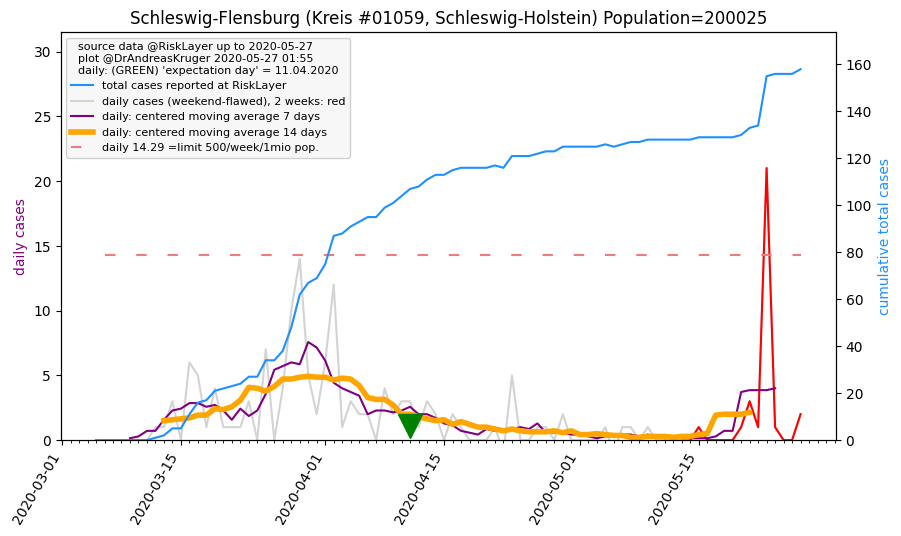 Schleswig-Flensburg (Kreis #01059, Schleswig-Holstein) Population=200025
source data @RiskLayer up to 2020-05-27
plot @DrAndreasKruger 2020-05-27 01:55
daily: (GREEN) 'expectation day' = 11.04.2020
total cases reported at RiskLayer
daily cases (weekend-flawed), 2 weeks: red
daily: centered moving average 7 days
daily: centered moving average 14 days
daily 14.29 =limit 500/week/1mio pop.
daily cases
30
25
20
15
10
5
0
cumulative total cases
160
140
120
100
80
60
40
20
0
2020-03-01
2020-03-15
2020-04-01
2020-04-15
2020-05-01
2020-05-15